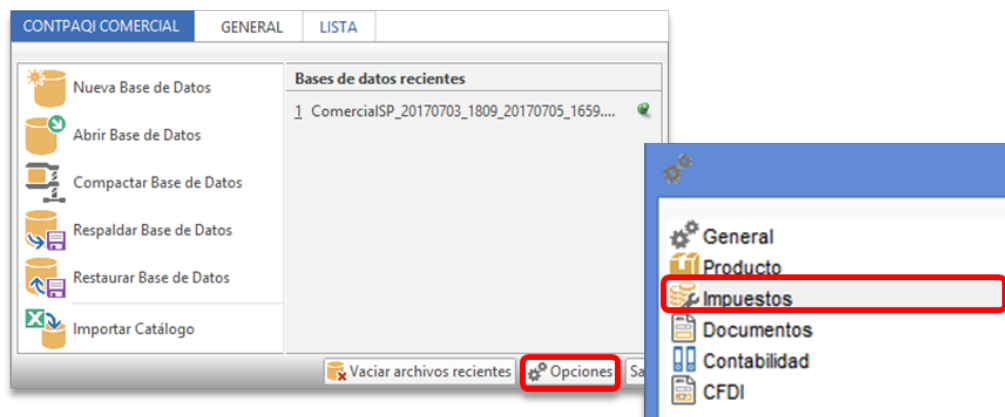 CONTPAQI COMERCIAL GENERAL LISTA
Nueva Base de Datos
Abrir Base de Datos
Compactar Base de Datos
Respaldar Base de Datos
Restaurar Base de Datos
Importar Catálogo
Bases de datos recientes
1 ComercialSP_20170703_1809_20170705_1659....
Vaciar archivos recientes Opciones Sa
General
Producto
Impuestos
Documentos
Contabilidad
CFDI